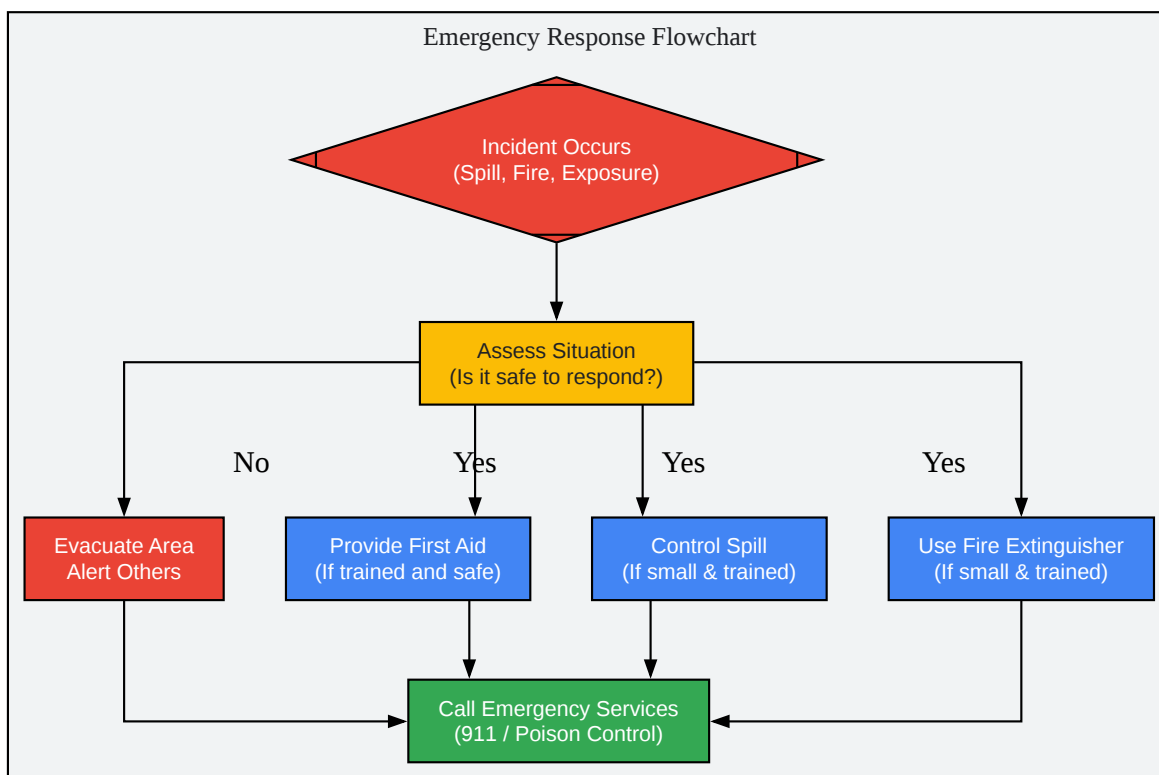 Emergency Response Flowchart
Incident Occurs
(Spill, Fire, Exposure)
Assess Situation
(Is it safe to respond?)
No
Yes
Yes
Yes
Evacuate Area
Alert Others
Provide First Aid
(If trained and safe)
Control Spill
(If small & trained)
Use Fire Extinguisher
(If small & trained)
Call Emergency Services
(911 / Poison Control)